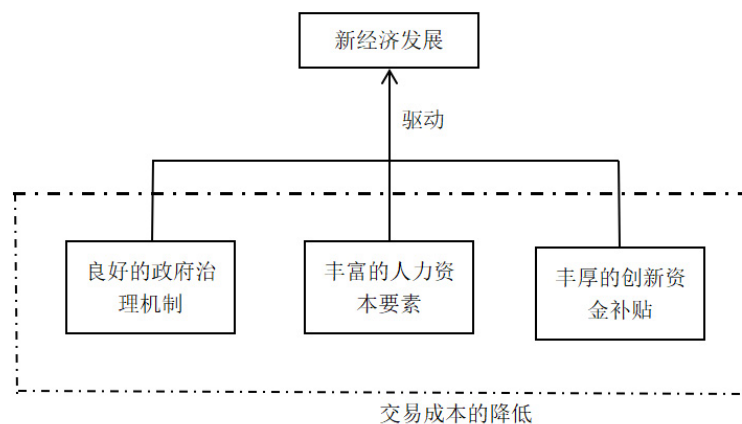 新经济发展
驱动
良好的政府治
理机制
丰富的人力资
本要素
丰厚的创新资
金补贴
交易成本的降低